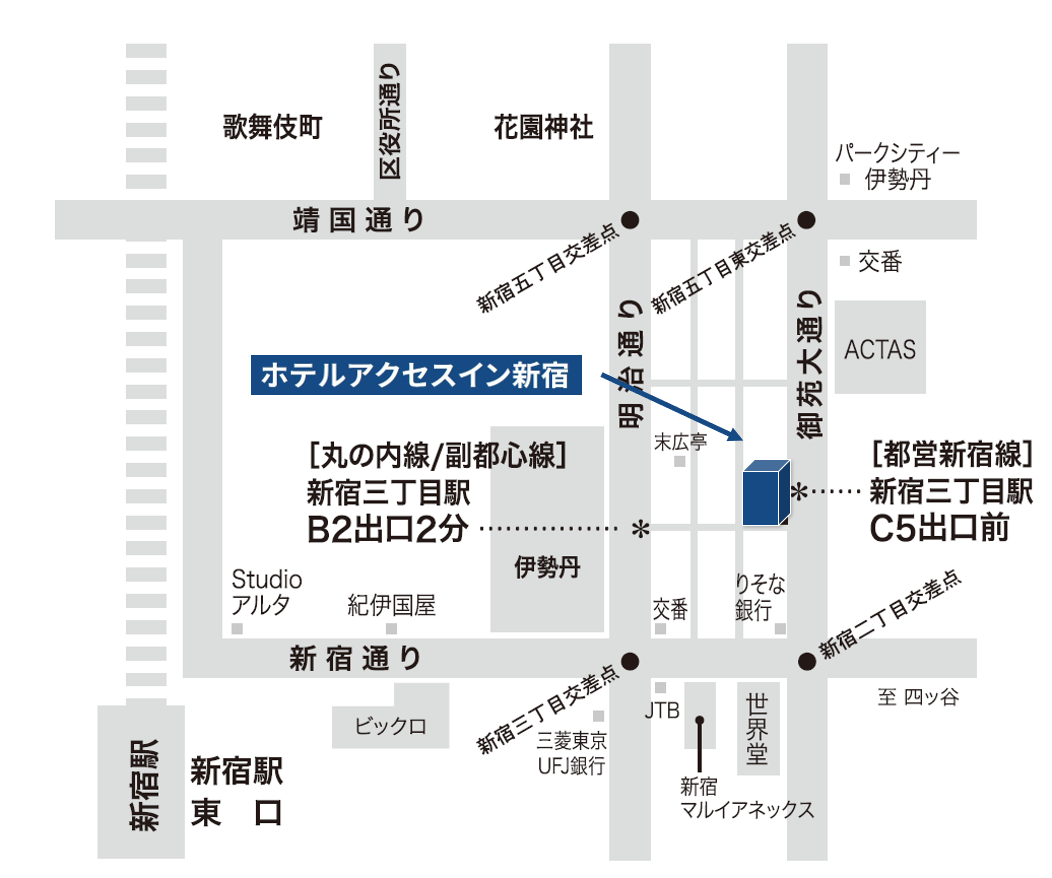 歌舞伎町
区役所通り
花園神社
パークシティー
伊勢丹
靖国通り
新宿五丁目交差点
新宿五丁目東交差点
交番
明治通り
御苑大通り
ACTAS
ホテルアクセスイン新宿
末広亭
[丸の内線/副都心線]
新宿三丁目駅
B2出口2分
*
*
[都営新宿線]
新宿三丁目駅
C5出口前
伊勢丹
Studio
アルタ
紀伊国屋
交番
りそな
銀行
新宿二丁目交差点
新宿通り
新宿三丁目交差点
至 四ッ谷
ビックロ
三菱東京
UFJ銀行
JTB
世界堂
新宿
マルイアネックス
新宿駅
新宿駅
東 口